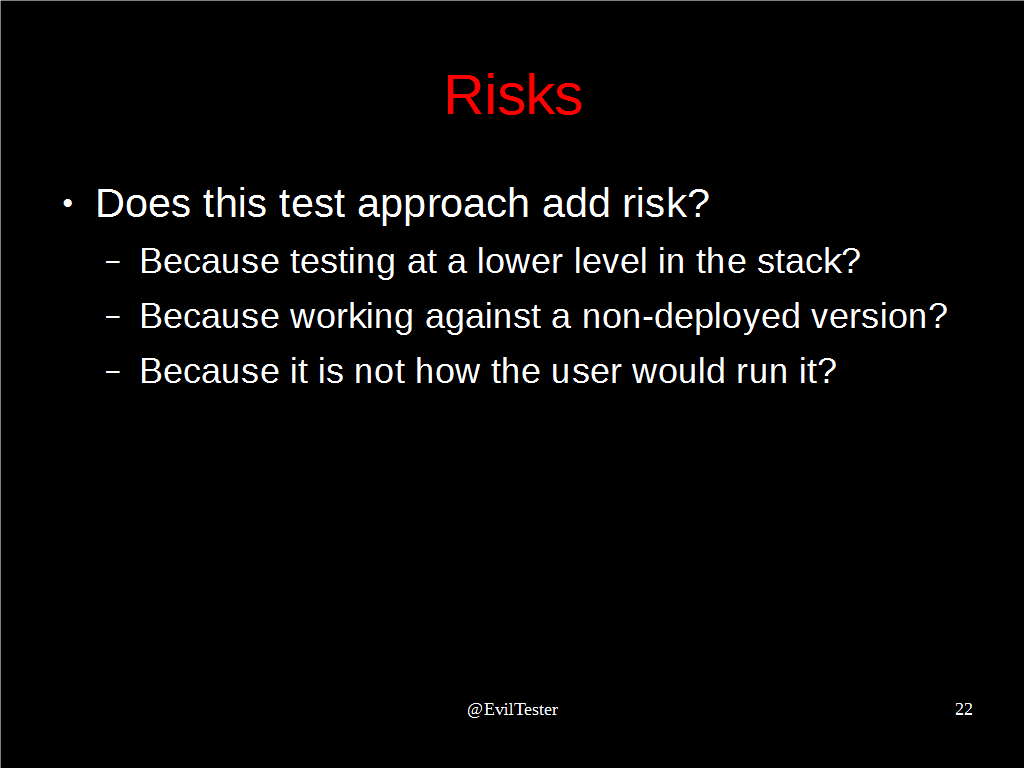 Risks
• Does this test approach add risk?
– Because testing at a lower level in the stack?
– Because working against a non-deployed version?
– Because it is not how the user would run it?
@EvilTester
22